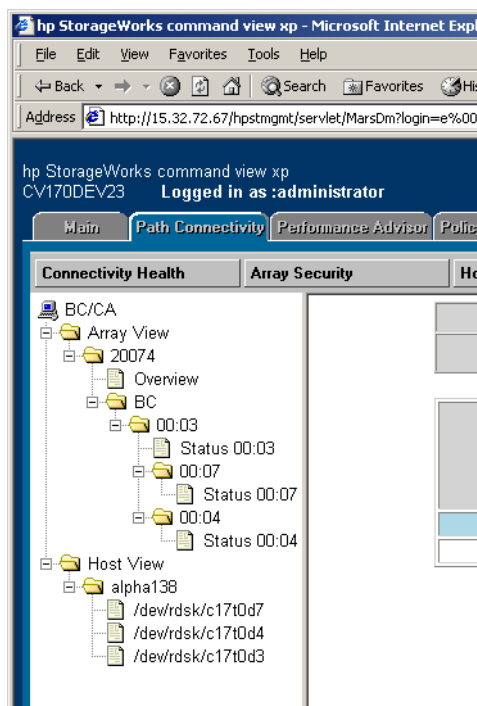 hp StorageWorks command view xp - Microsoft Internet Expl
File Edit View Favorites Tools Help
Back Search Favorites His
Address http://15.32.72.67/hpstmgmt/servlet/MarsDm?login=e%00
hp StorageWorks command view xp
CV170DEV23 Logged in as :administrator
Main Path Connectivity Performance Advisor Polic
Connectivity Health Array Security Ho
BC/CA
Array View
20074
Overview
BC
00:03
Status 00:03
00:07
Status 00:07
00:04
Status 00:04
Host View
alpha138
/dev/rdsk/c17t0d7
/dev/rdsk/c17t0d4
/dev/rdsk/c17t0d3